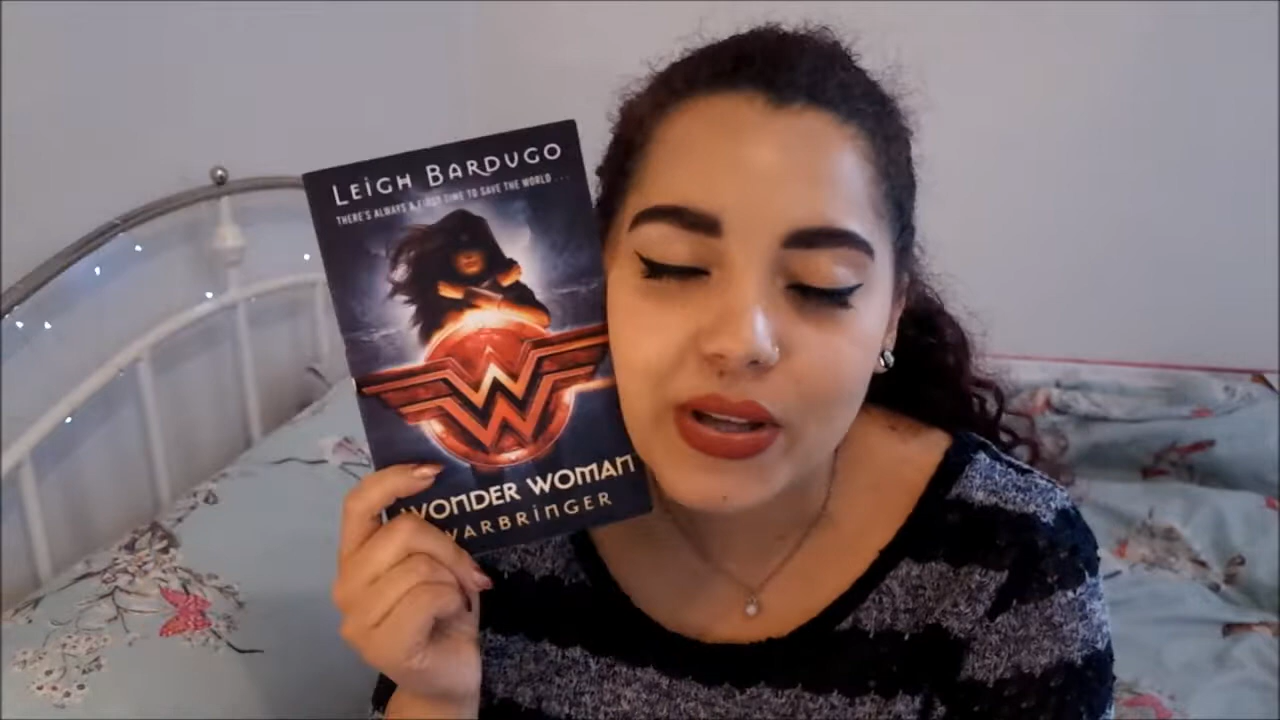 LEIGH BARDUGO
THERE'S ALWAYS A FIRST TIME TO SAVE THE WORLD...
WONDER WOMAN
WARBRINGER